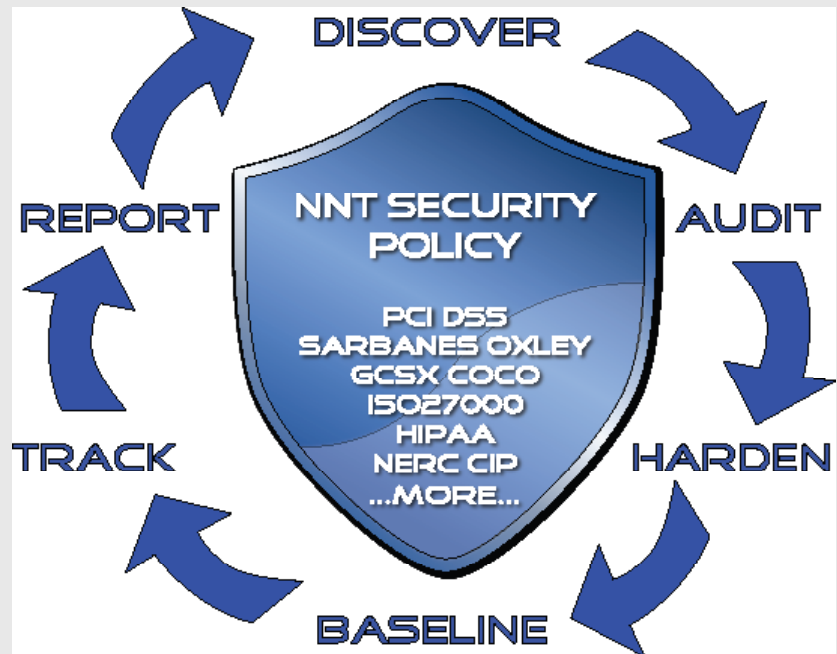 DISCOVER
REPORT
NNT SECURITY
POLICY
AUDIT
PCI DSS
SARBANES OXLEY
GCSX COCO
ISO27000
HIPAA
NERC CIP
...MORE...
TRACK
HARDEN
BASELINE